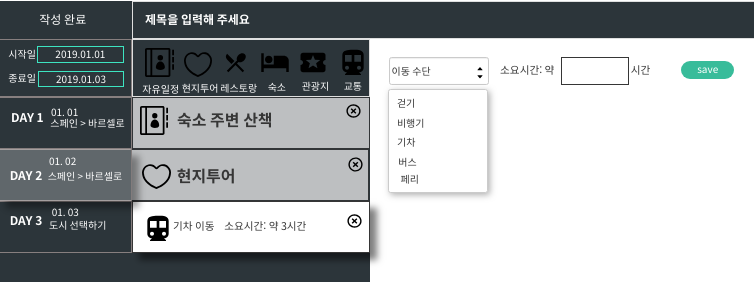 작성 완료
제목을 입력해 주세요
시작일 2019.01.01
종료일 2019.01.03
자유일정 현지투어 레스토랑 숙소 관광지 교통
이동 수단
소요시간: 약 시간
save
걷기
비행기
기차
버스
페리
DAY 1
01. 01
스페인 > 바르셀로
숙소 주변 산책
DAY 2
01. 02
스페인 > 바르셀로
현지투어
DAY 3
01. 03
도시 선택하기
기차 이동 소요시간: 약 3시간